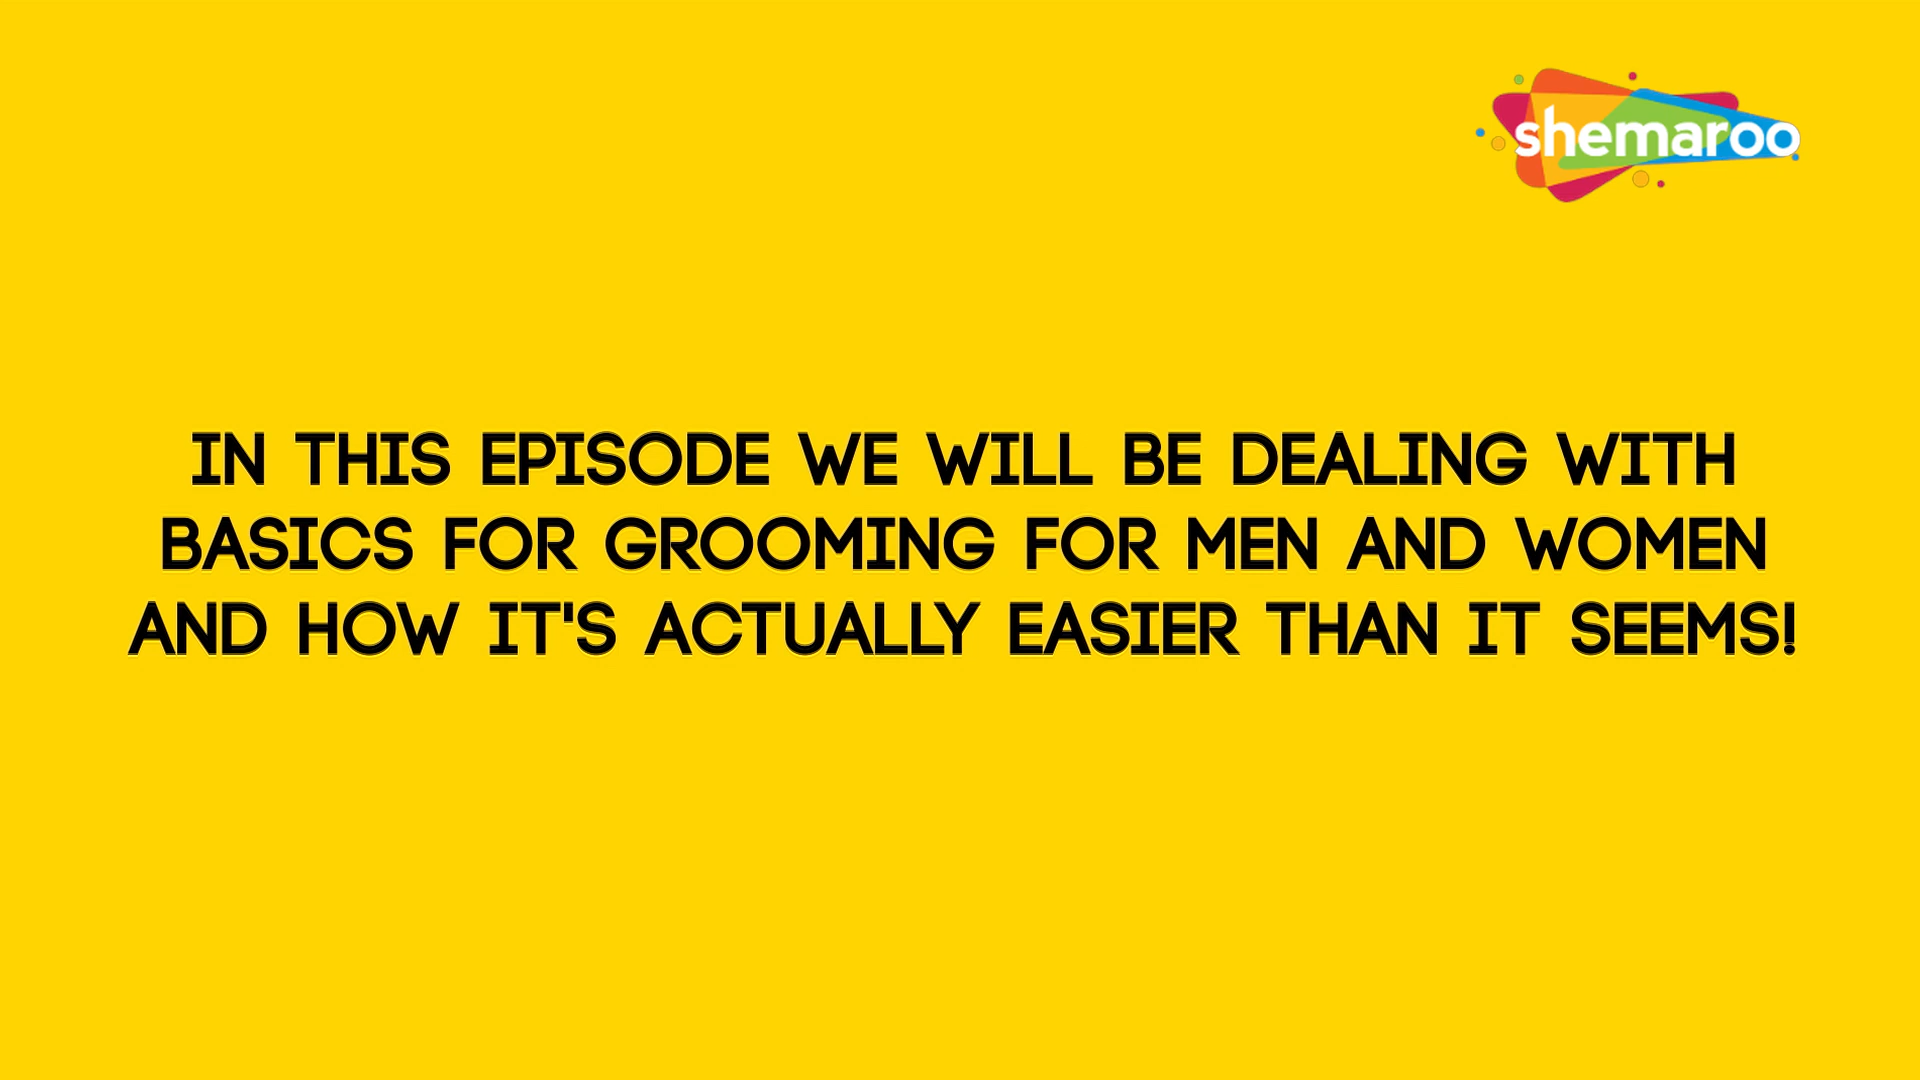 shemaroo
IN THIS EPISODE WE WILL BE DEALING WITH
BASICS FOR GROOMING FOR MEN AND WOMEN
AND HOW IT'S ACTUALLY EASIER THAN IT SEEMS!